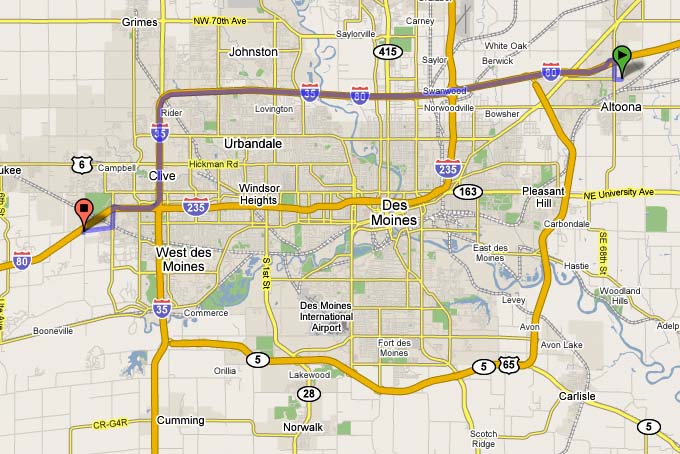 Grimes
NW 70th Ave
Carney
Saylorville
Johnston
415
White Oak
Saylor
Berwick
80
35
80
Swanwood
Norwoodville
Altoona
Lovington
Rider
Bowsher
35
Urbandale
Hickman Rd
6
Campbell
ukee
Clive
235
Windsor
Heights
163
Pleasant
Hill
NE University Ave
235
Des
Moines
Carbondale
West des
Moines
S 1st St
East des
Moines
SE 68th St
Hastie
80
Woodland
Hills
Levey
35
Commerce
Des Moines
International
Airport
Booneville
Avon
Adelp
Avon Lake
Fort des
Moines
5
5
65
Orillia
Lakewood
28
Carlisle
Cumming
CR-G4R
Norwalk
5
Scotch
Ridge